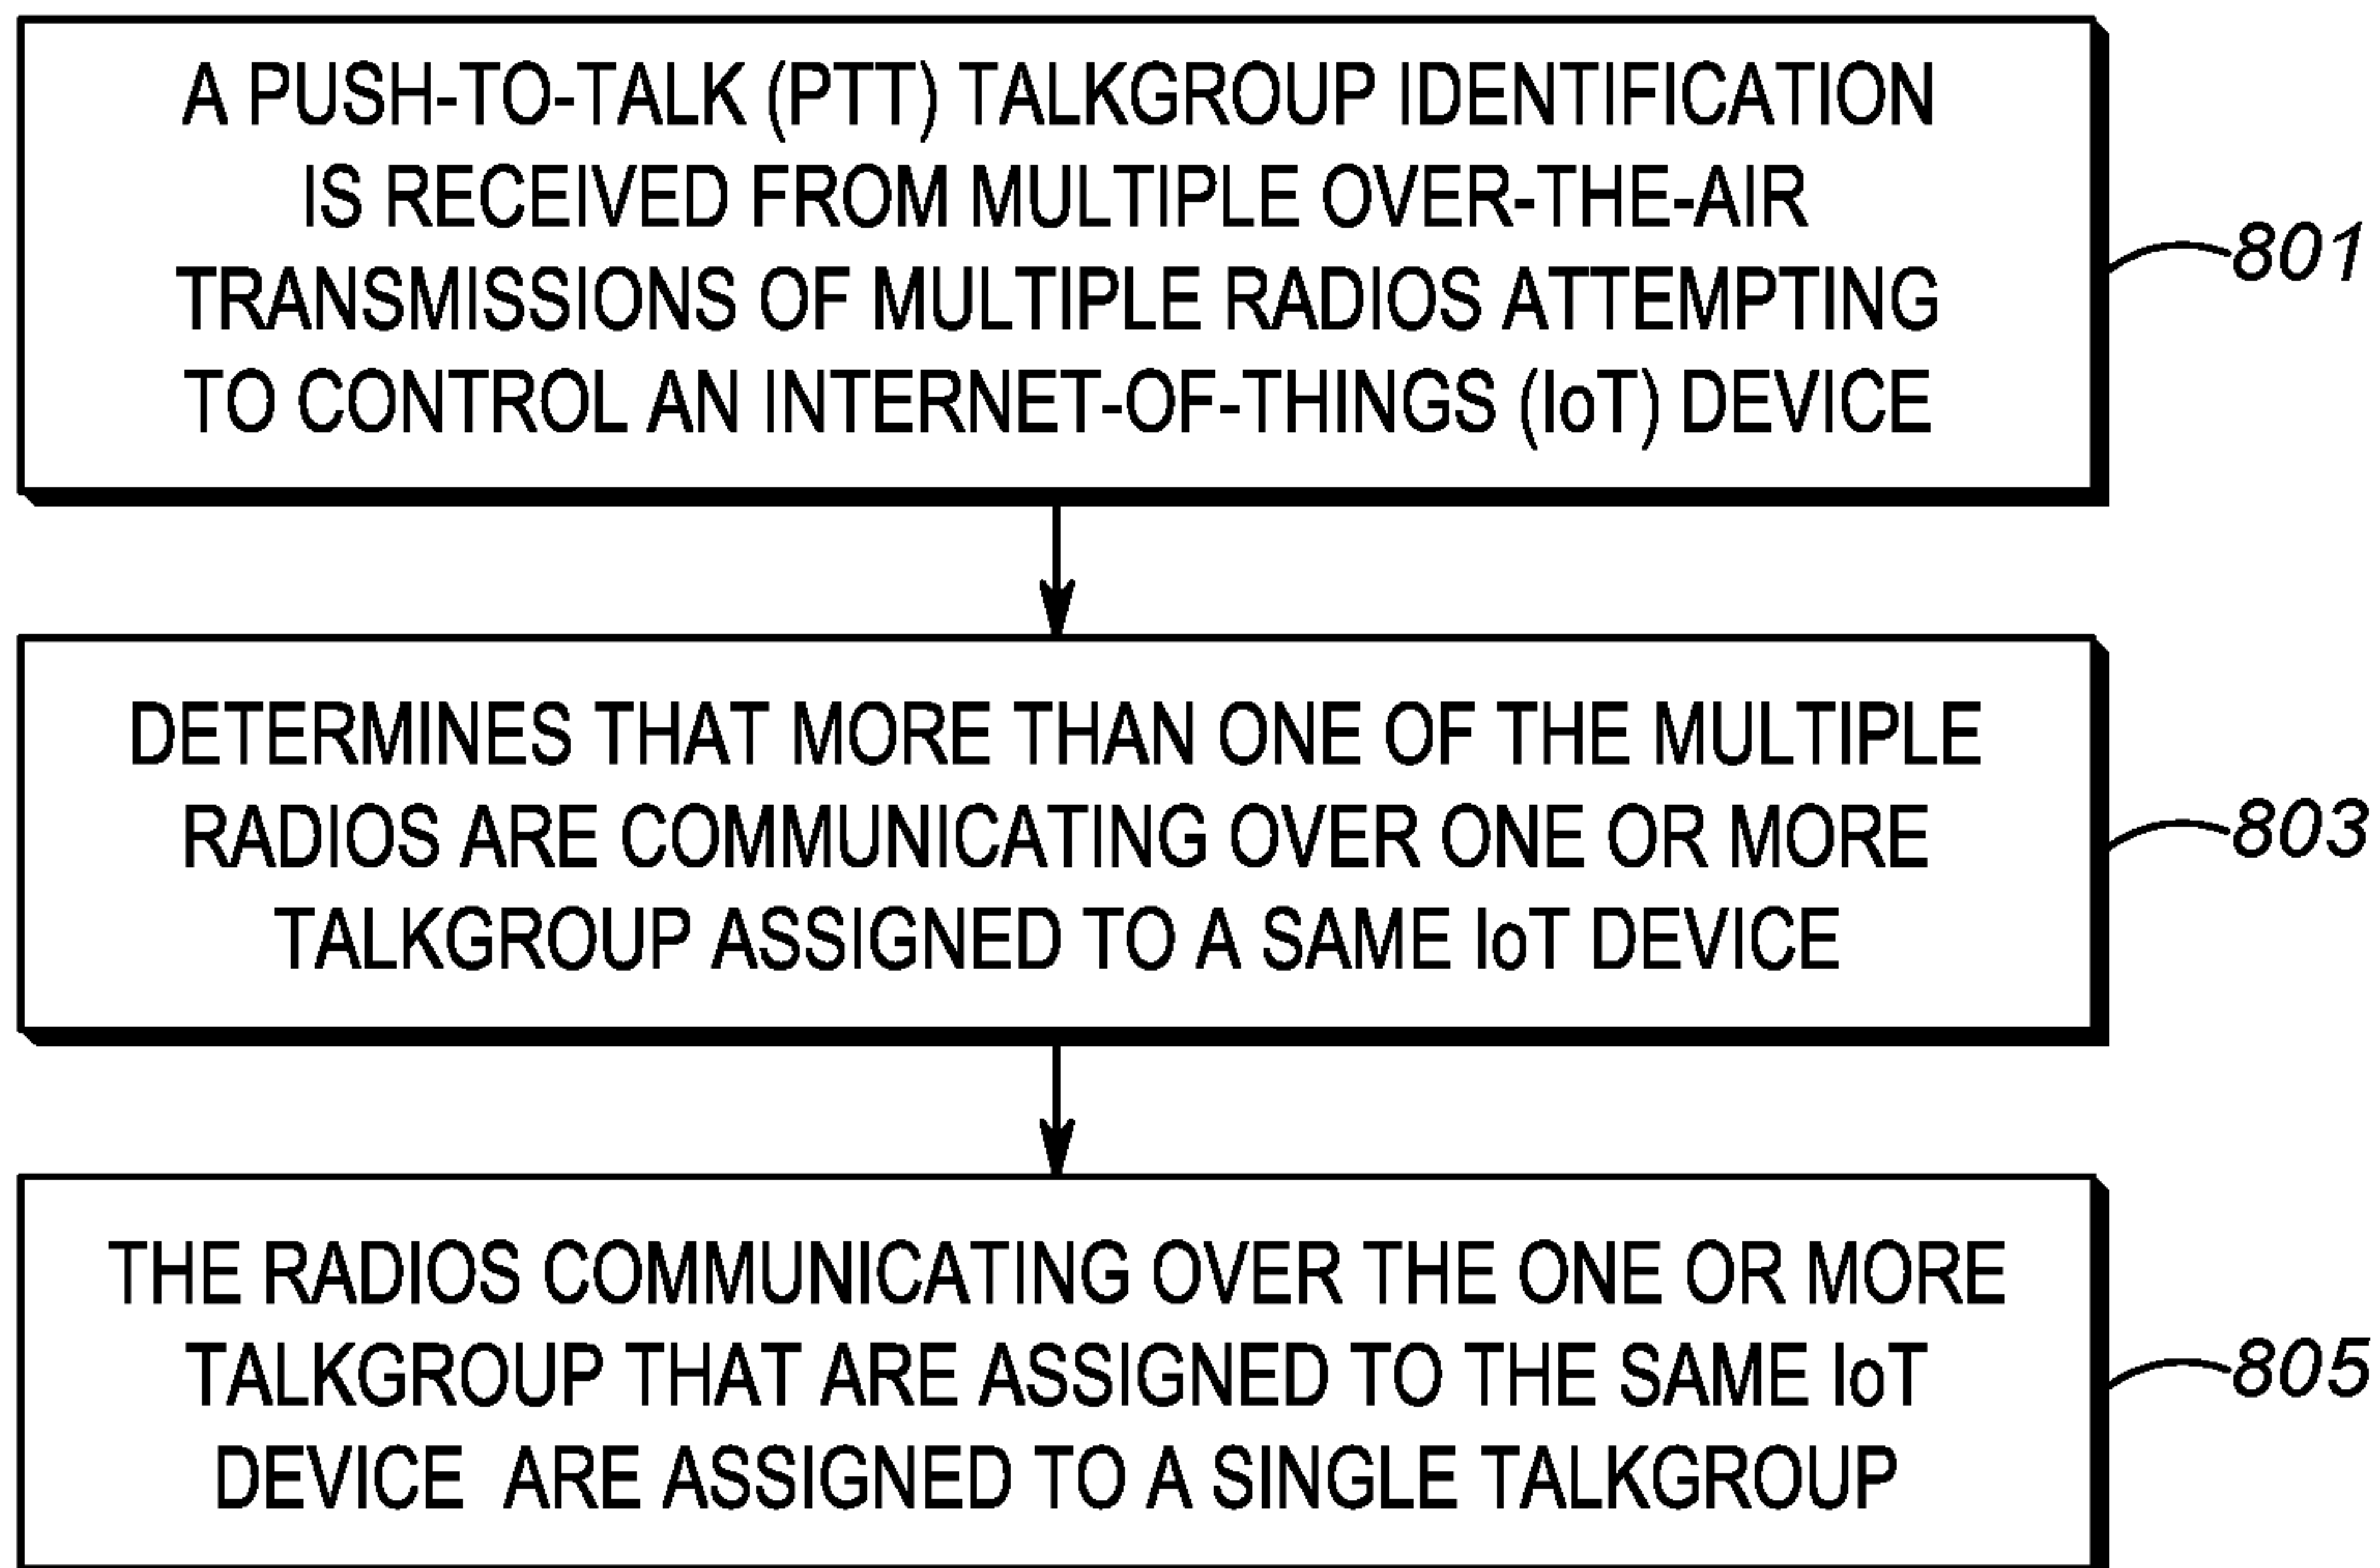 A PUSH-TO-TALK (PTT) TALKGROUP IDENTIFICATION
IS RECEIVED FROM MULTIPLE OVER-THE-AIR
TRANSMISSIONS OF MULTIPLE RADIOS ATTEMPTING
TO CONTROL AN INTERNET-OF-THINGS (IoT) DEVICE
801
DETERMINES THAT MORE THAN ONE OF THE MULTIPLE
RADIOS ARE COMMUNICATING OVER ONE OR MORE
TALKGROUP ASSIGNED TO A SAME IoT DEVICE
803
THE RADIOS COMMUNICATING OVER THE ONE OR MORE
TALKGROUP THAT ARE ASSIGNED TO THE SAME IoT
DEVICE ARE ASSIGNED TO A SINGLE TALKGROUP
805